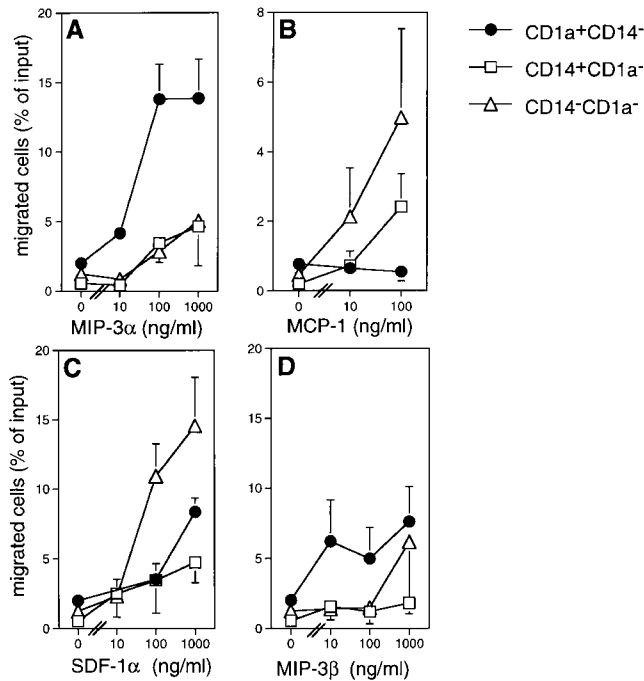 A
B
CD1a+CD14-
CD14+CD1a-
CD14-CD1a-
migrated cells (% of input)
20
15
10
5
0
8
6
4
2
0
0 10 100 1000
0 10 100
MIP-3α (ng/ml)
MCP-1 (ng/ml)
C
D
migrated cells (% of input)
20
15
10
5
0
20
15
10
5
0
0 10 100 1000
0 10 100 1000
SDF-1α (ng/ml)
MIP-3β (ng/ml)